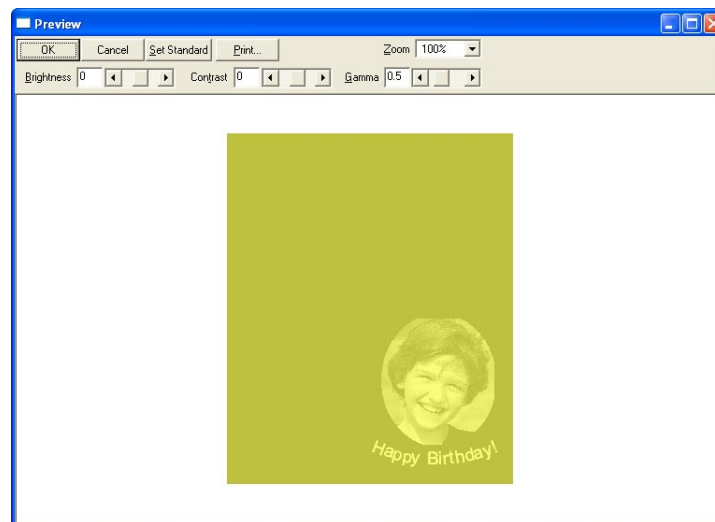 Preview
OK Cancel Set Standard Print... Zoom 100%
Brightness 0 Contrast 0 Gamma 0.5
Happy Birthday!